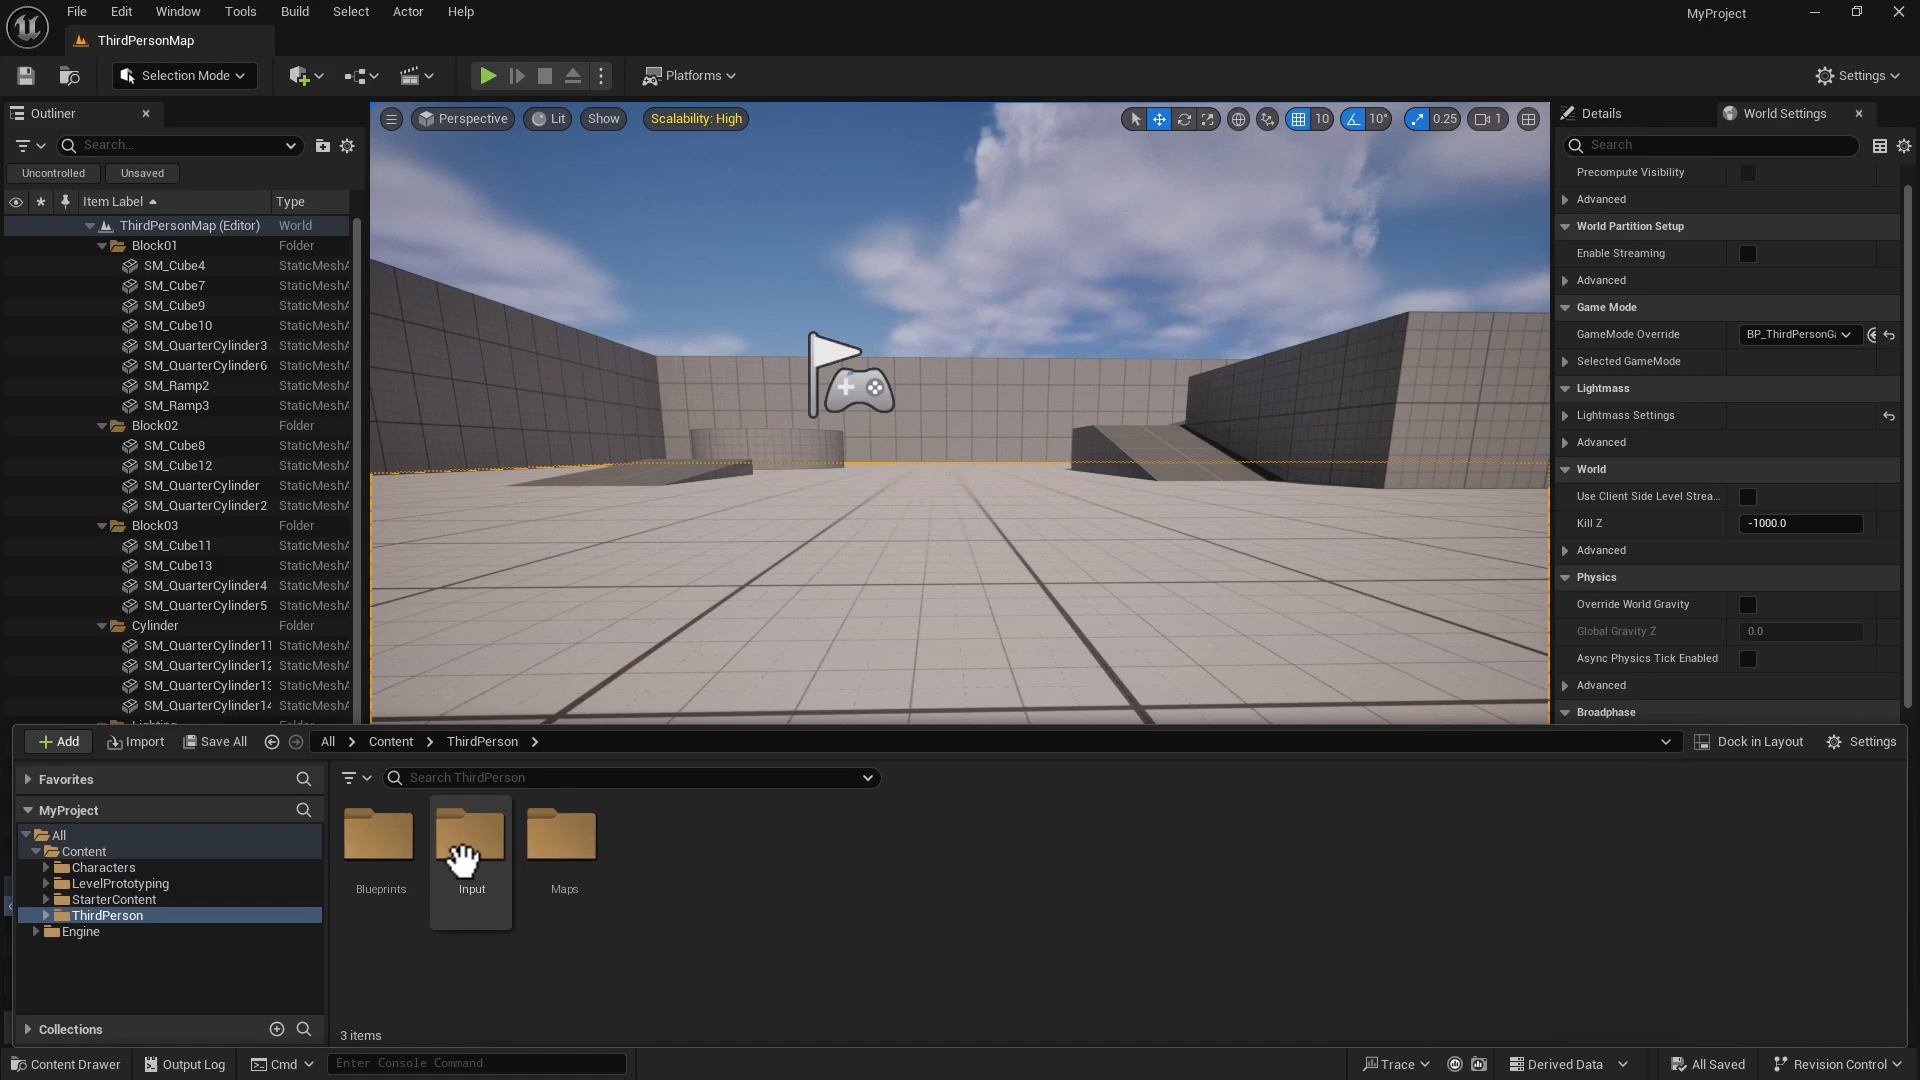 File Edit Window Tools Build Select Actor Help
MyProject
ThirdPersonMap
Selection Mode
Platforms
Settings
Outliner
Search...
Uncontrolled Unsaved
Item Label Type
ThirdPersonMap (Editor) World
Block01 Folder
SM_Cube4 StaticMeshA
SM_Cube7 StaticMeshA
SM_Cube9 StaticMeshA
SM_Cube10 StaticMeshA
SM_QuarterCylinder3 StaticMeshA
SM_QuarterCylinder6 StaticMeshA
SM_Ramp2 StaticMeshA
SM_Ramp3 StaticMeshA
Block02 Folder
SM_Cube8 StaticMeshA
SM_Cube12 StaticMeshA
SM_QuarterCylinder StaticMeshA
SM_QuarterCylinder2 StaticMeshA
Block03 Folder
SM_Cube11 StaticMeshA
SM_Cube13 StaticMeshA
SM_QuarterCylinder4 StaticMeshA
SM_QuarterCylinder5 StaticMeshA
Cylinder Folder
SM_QuarterCylinder11 StaticMeshA
SM_QuarterCylinder12 StaticMeshA
SM_QuarterCylinder13 StaticMeshA
SM_QuarterCylinder14 StaticMeshA
Perspective Lit Show Scalability: High
10 10° 0.25 1
Details World Settings
Search
Precompute Visibility
Advanced
World Partition Setup
Enable Streaming
Advanced
Game Mode
GameMode Override BP_ThirdPersonGa
Selected GameMode
Lightmass
Lightmass Settings
Advanced
World
Use Client Side Level Strea...
Kill Z -1000.0
Advanced
Physics
Override World Gravity
Global Gravity Z 0.0
Async Physics Tick Enabled
Advanced
Broadphase
Add Import Save All All Content ThirdPerson Dock in Layout Settings
Favorites
MyProject
All
Content
Characters
LevelPrototyping
StarterContent
ThirdPerson
Engine
Collections
Search ThirdPerson
Blueprints Input Maps
3 items
Content Drawer Output Log Cmd Enter Console Command Trace Derived Data All Saved Revision Control